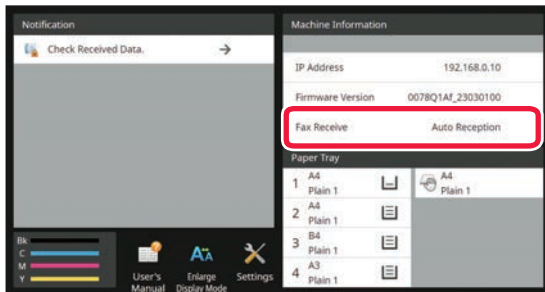 Notification
Check Received Data.
Machine Information
IP Address 192.168.0.10
Firmware Version 0078Q1Af_23030100
Fax Receive Auto Reception
Paper Tray
1 A4
Plain 1
A4
Plain 1
2 A4
Plain 1
3 B4
Plain 1
4 A3
Plain 1
Bk
C
M
Y
User's
Manual
Enlarge
Display Mode
Settings